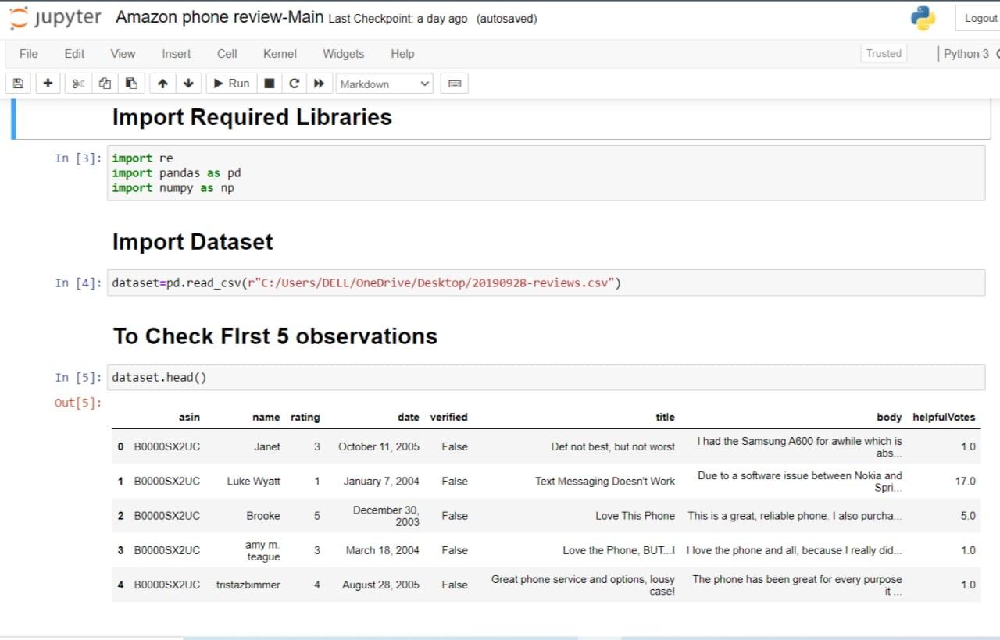 jupyter Amazon phone review-Main Last Checkpoint: a day ago (autosaved)
Logout
File Edit View Insert Cell Kernel Widgets Help
Trusted
Python 3
Run
Markdown
Import Required Libraries
In [3]: import re
import pandas as pd
import numpy as np
Import Dataset
In [4]: dataset=pd.read_csv(r"C:/Users/DELL/OneDrive/Desktop/20190928-reviews.csv")
To Check FIrst 5 observations
In [5]: dataset.head()
Out[5]:
asin name rating date verified title body helpfulVotes
0 B0000SX2UC Janet 3 October 11, 2005 False Def not best, but not worst I had the Samsung A600 for awhile which is
abs... 1.0
1 B0000SX2UC Luke Wyatt 1 January 7, 2004 False Text Messaging Doesn't Work Due to a software issue between Nokia and
Spri... 17.0
2 B0000SX2UC Brooke 5 December 30,
2003 False Love This Phone This is a great, reliable phone. I also purcha... 5.0
3 B0000SX2UC amy m.
teague 3 March 18, 2004 False Love the Phone, BUT...! I love the phone and all, because I really did... 1.0
4 B0000SX2UC tristazbimmer 4 August 28, 2005 False Great phone service and options, lousy
case! The phone has been great for every purpose
it ... 1.0